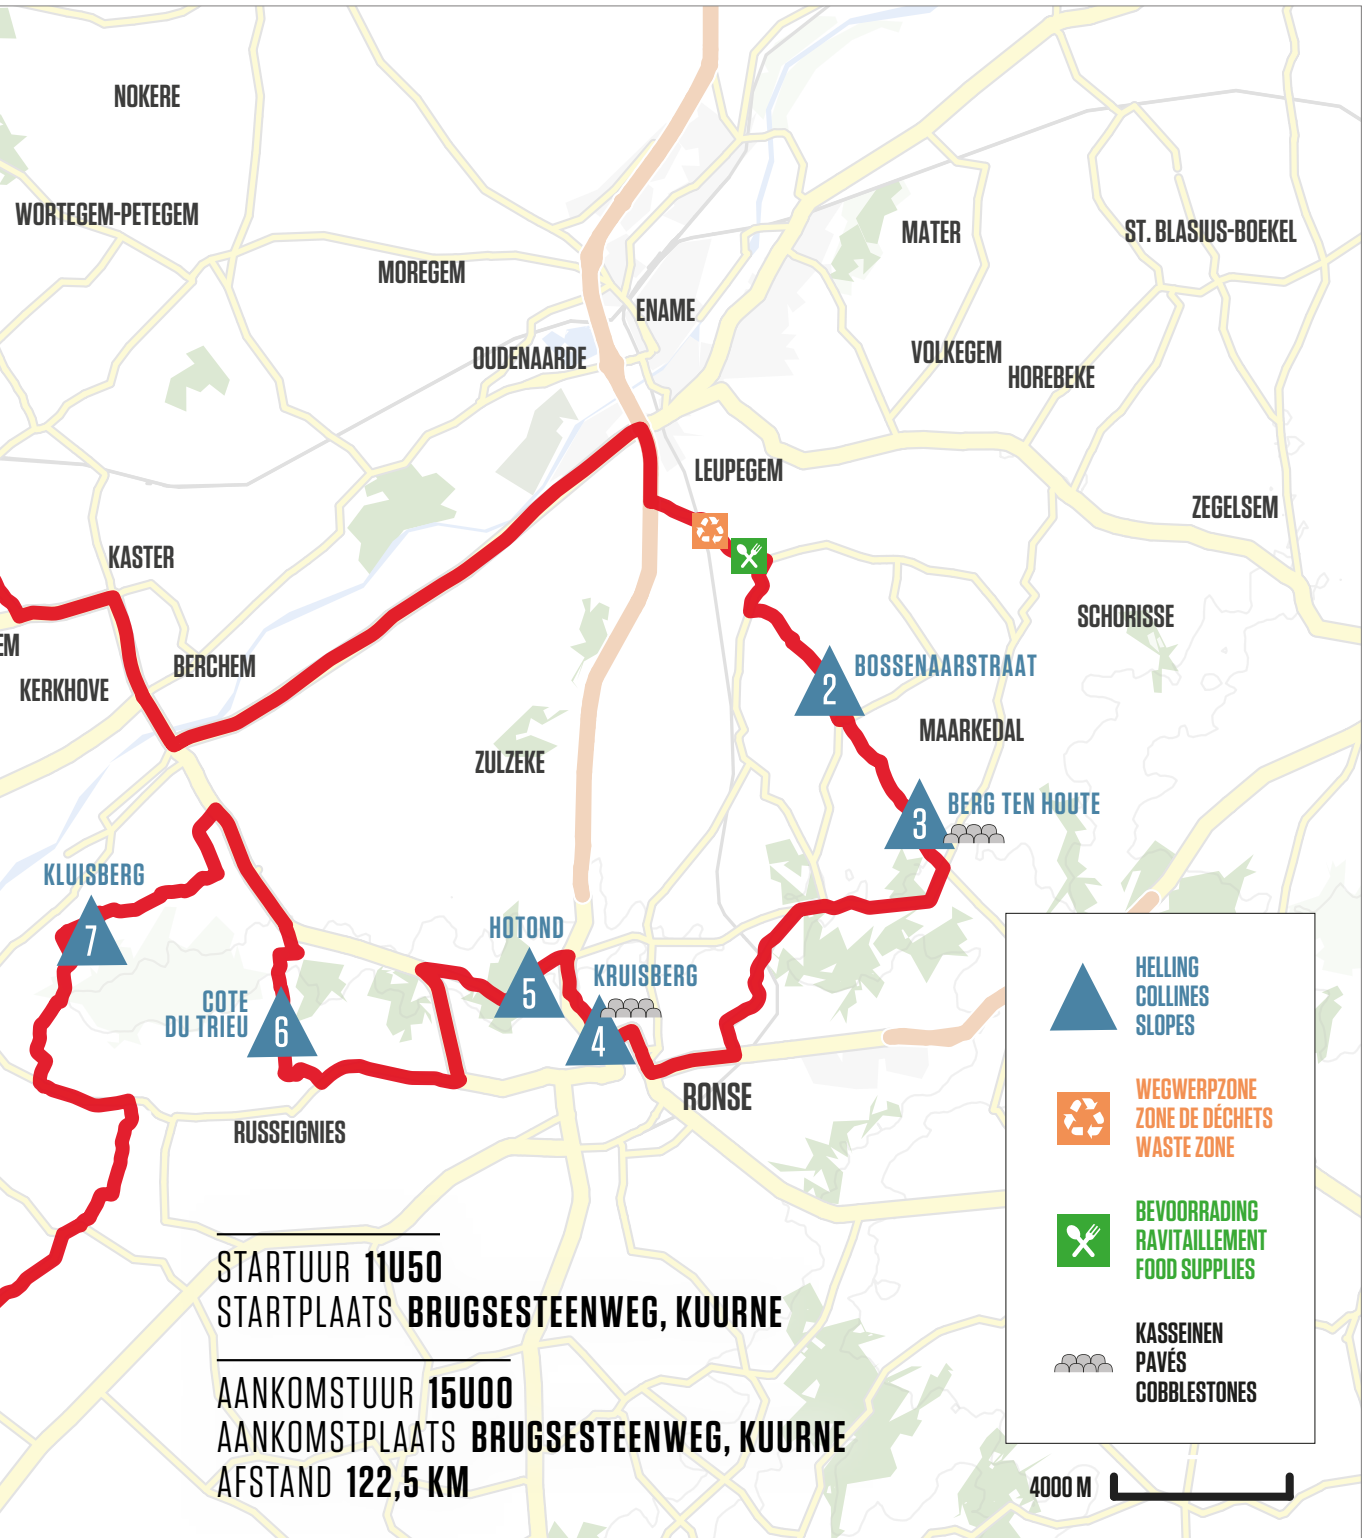 NOKERE
WORTEGEM-PETEGEM
MATER
ST. BLASIUS-BOEKEL
MOREGEM
ENAME
OUDENAARDE
VOLKEGEM
HOREBEKE
LEUPEGEM
ZEGELSEM
KASTER
SCHORISSE
EM
BERCHEM
KERKHOVE
2
BOSSENAARSTRAAT
MAARKEDAL
ZULZEKE
3
BERG TEN HOUTE
KLUISBERG
7
HOTOND
5
KRUISBERG
4
COTE
DU TRIEU
6
RONSE
RUSSEIGNIES
HELLING
COLLINES
SLOPES
WEGWERPZONE
ZONE DE DÉCHETS
WASTE ZONE
BEVOORRADING
RAVITAILLEMENT
FOOD SUPPLIES
KASSEINEN
PAVÉS
COBBLESTONES
4000 M
STARTUUR 11U50
STARTPLAATS BRUGSESTEENWEG, KUURNE
AANKOMSTUUR 15U00
AANKOMSTPLAATS BRUGSESTEENWEG, KUURNE
AFSTAND 122,5 KM